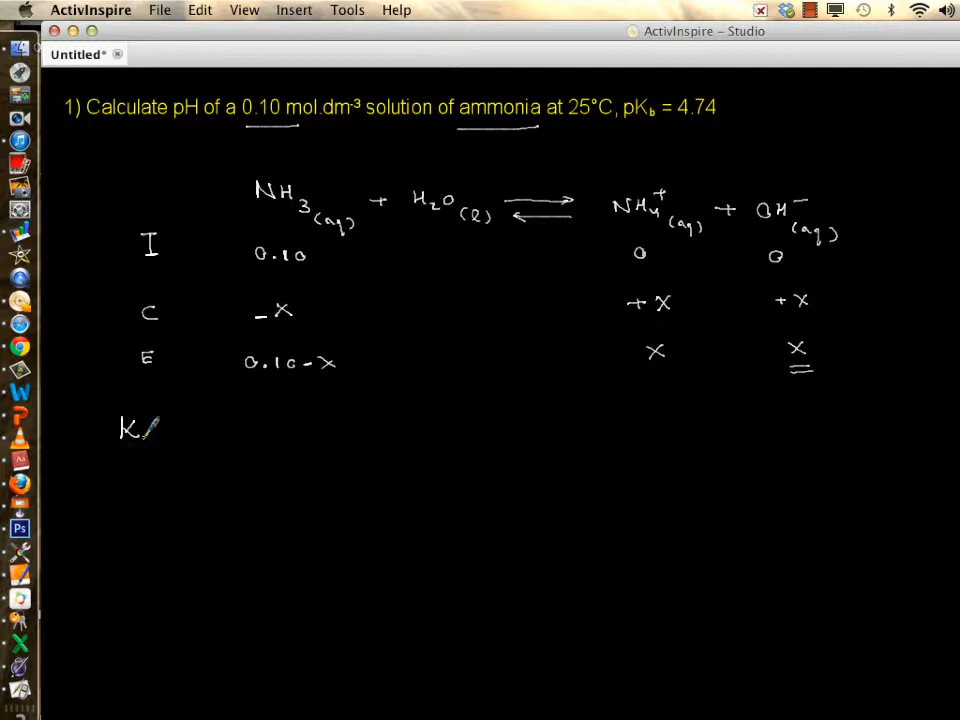 ActivInspire File Edit View Insert Tools Help
ActivInspire – Studio
Untitled*
1) Calculate pH of a 0.10 mol.dm⁻³ solution of ammonia at 25°C, pK_b = 4.74
NH₃(aq) + H₂O(l) ⇌ NH₄⁺(aq) + OH⁻(aq)
I 0.10 0 0
C -x +x +x
E 0.10-x x x
K